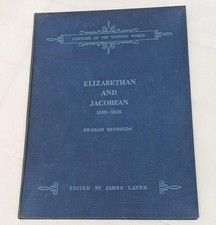 COSTUME OF THE WESTERN WORLD
ELIZABETHAN
AND
JACOBEAN
1558–1625
GRAHAM REYNOLDS
EDITED BY JAMES LAVER